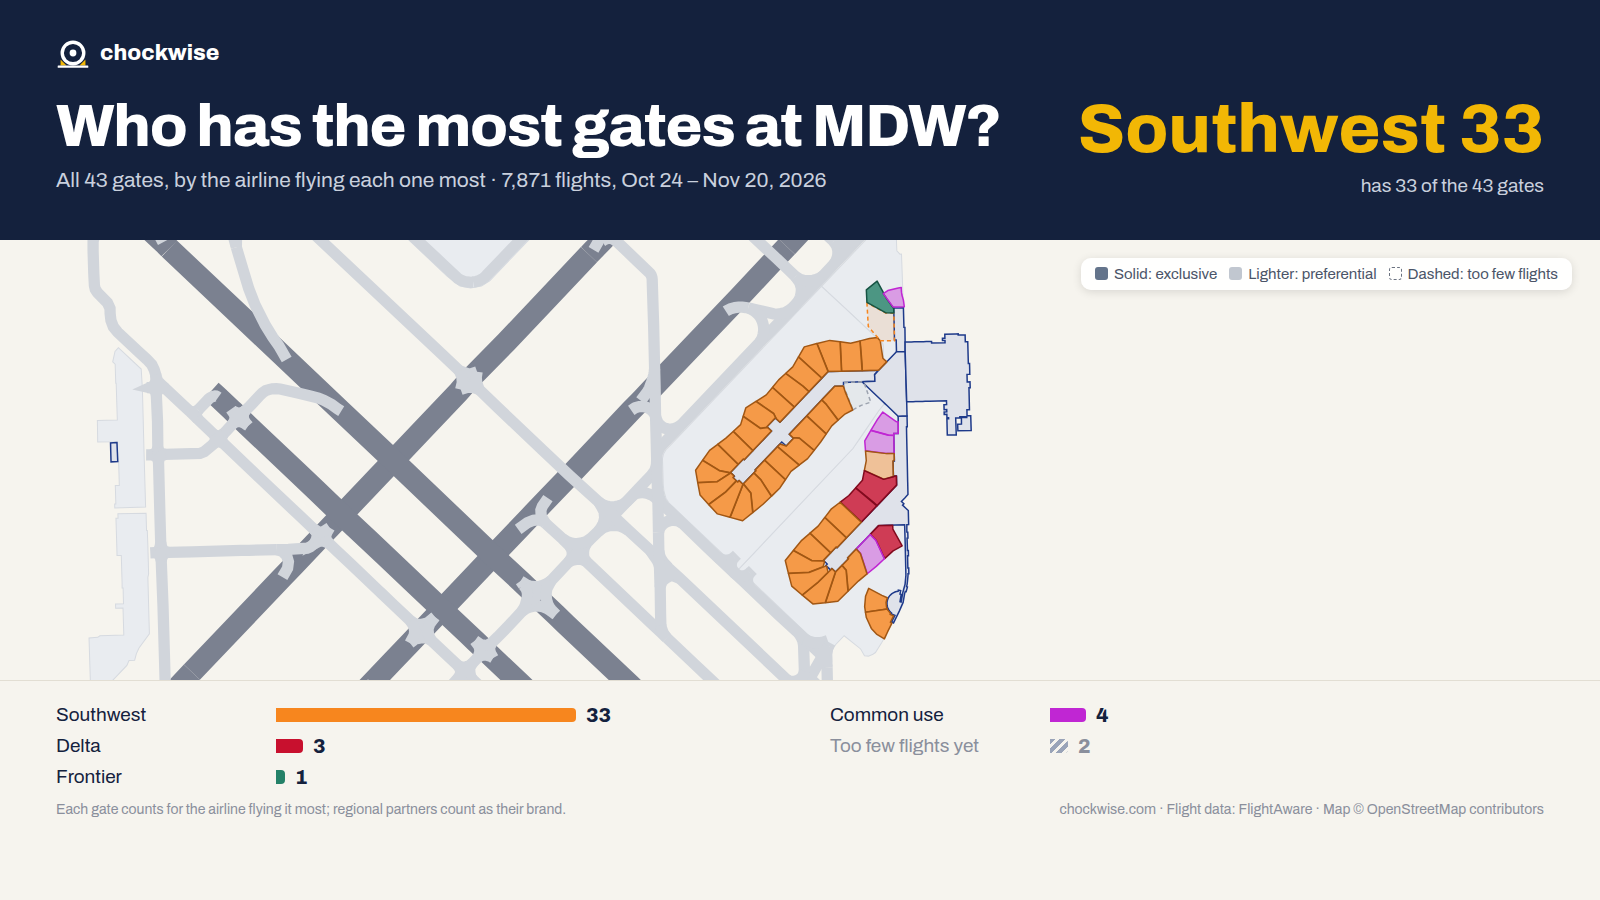 chockwise
Who has the most gates at MDW?
Southwest 33
All 43 gates, by the airline flying each one most · 7,871 flights, Oct 24 – Nov 20, 2026
has 33 of the 43 gates
Solid: exclusive Lighter: preferential Dashed: too few flights
Southwest 33
Delta 3
Frontier 1
Common use 4
Too few flights yet 2
Each gate counts for the airline flying it most; regional partners count as their brand.
chockwise.com · Flight data: FlightAware · Map © OpenStreetMap contributors